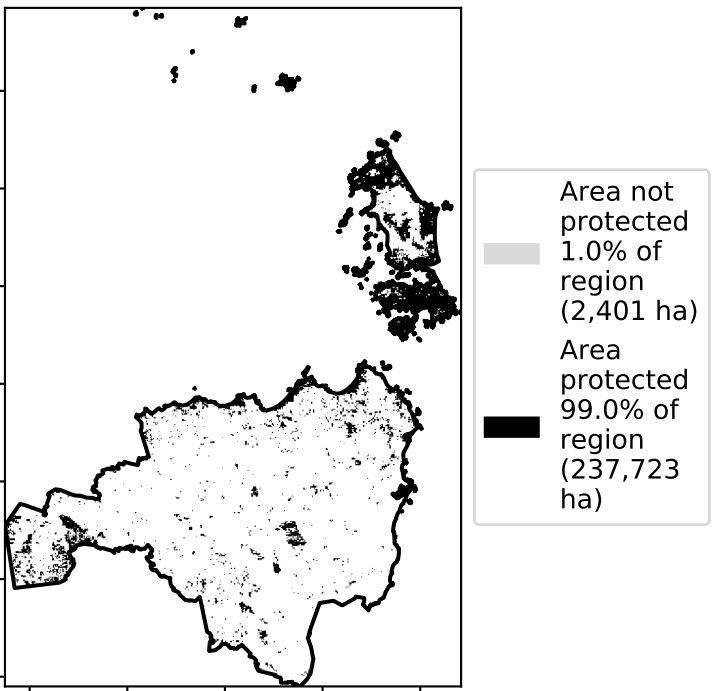 Area not
protected
1.0% of
region
(2,401 ha)
Area
protected
99.0% of
region
(237,723
ha)